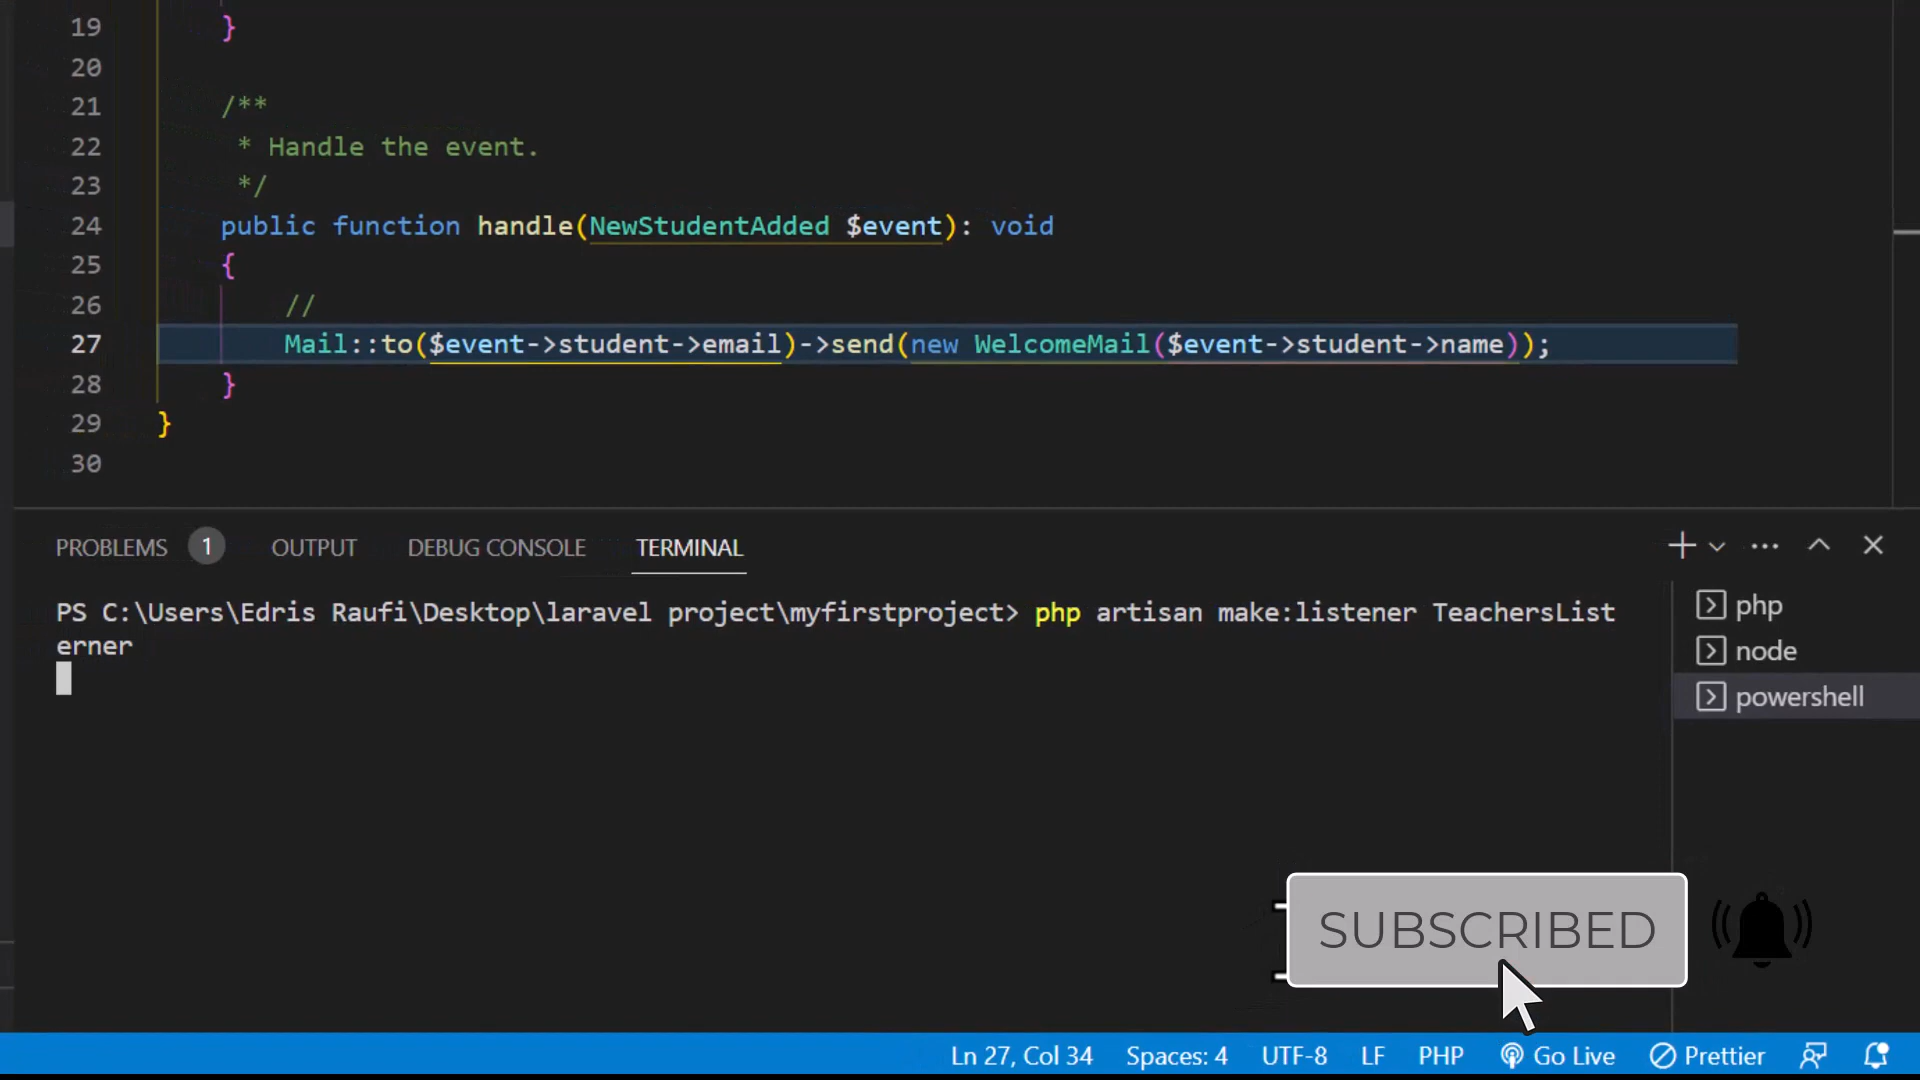 19 }
20
21 /**
22 * Handle the event.
23 */
24 public function handle(NewStudentAdded $event): void
25 {
26 //
27 Mail::to($event->student->email)->send(new WelcomeMail($event->student->name));
28 }
29 }
30
PROBLEMS 1 OUTPUT DEBUG CONSOLE TERMINAL
PS C:\Users\Edris Raufi\Desktop\laravel project\myfirstproject> php artisan make:listener TeachersList
erner
php
node
powershell
SUBSCRIBED
Ln 27, Col 34 Spaces: 4 UTF-8 LF PHP Go Live Prettier